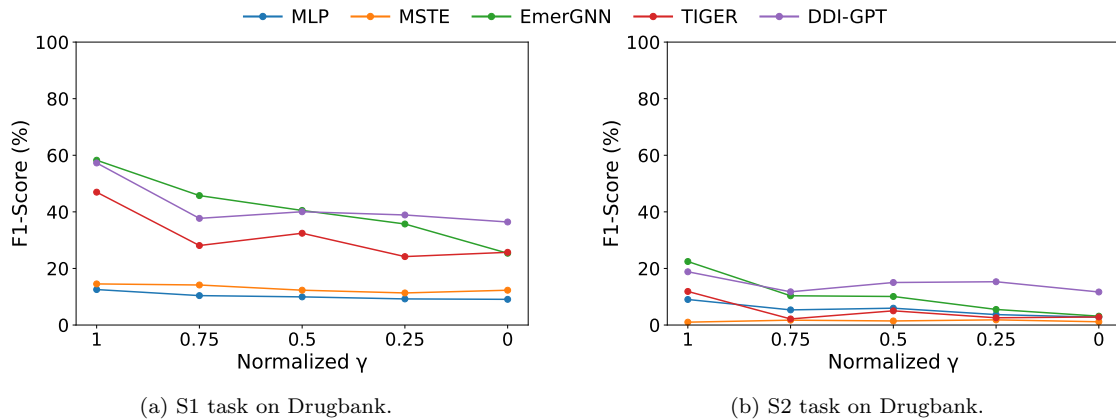 MLP MSTE EmerGNN TIGER DDI-GPT
F1-Score (%)
100
80
60
40
20
0
1 0.75 0.5 0.25 0
Normalized γ
(a) S1 task on Drugbank.
F1-Score (%)
100
80
60
40
20
0
1 0.75 0.5 0.25 0
Normalized γ
(b) S2 task on Drugbank.